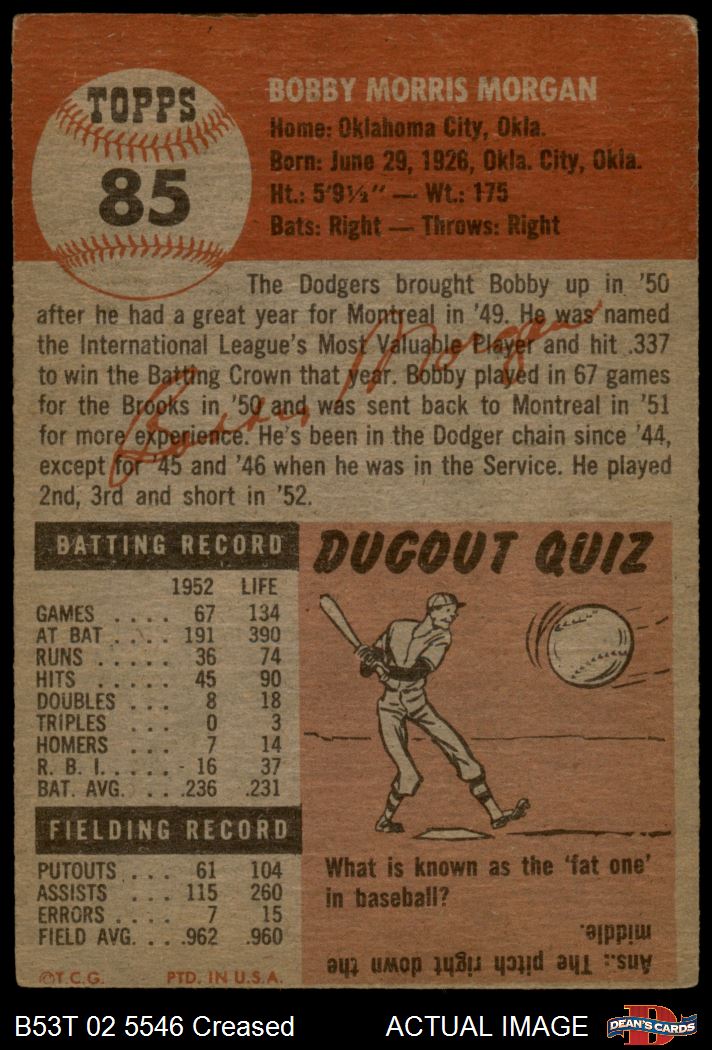 TOPPS
85
BOBBY MORRIS MORGAN
Home: Oklahoma City, Okla.
Born: June 29, 1926, Okla. City, Okla.
Ht.: 5'9½" — Wt.: 175
Bats: Right — Throws: Right
The Dodgers brought Bobby up in '50
after he had a great year for Montreal in '49. He was named
the International League's Most Valuable Player and hit .337
to win the Batting Crown that year. Bobby played in 67 games
for the Brooks in '50 and was sent back to Montreal in '51
for more experience. He's been in the Dodger chain since '44,
except for '45 and '46 when he was in the Service. He played
2nd, 3rd and short in '52.
Bobby Morgan
BATTING RECORD
1952 LIFE
GAMES .... 67 134
AT BAT .... 191 390
RUNS ..... 36 74
HITS ..... 45 90
DOUBLES ... 8 18
TRIPLES ... 0 3
HOMERS ... 7 14
R. B. I. .... 16 37
BAT. AVG. .. .236 .231
FIELDING RECORD
PUTOUTS ... 61 104
ASSISTS ... 115 260
ERRORS .... 7 15
FIELD AVG. .. .962 .960
©T.C.G. PTD. IN U.S.A.
DUGOUT QUIZ
What is known as the 'fat one'
in baseball?
Ans.: The pitch right down the
middle.
B53T 02 5546 Creased
ACTUAL IMAGE
D
DEAN'S CARDS